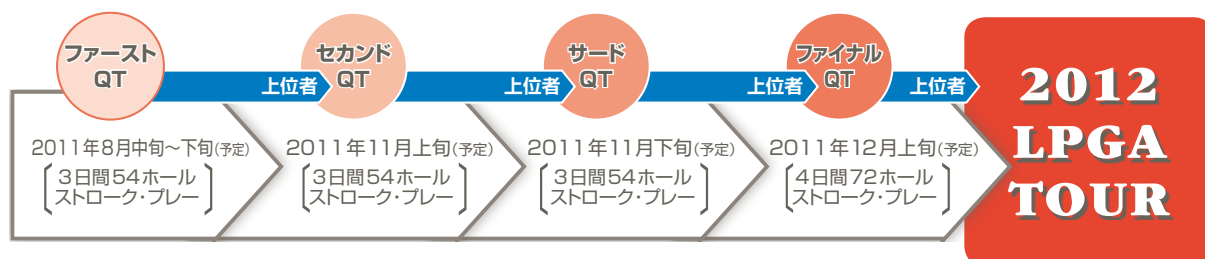 ファースト
QT
上位者
セカンド
QT
上位者
サード
QT
上位者
ファイナル
QT
上位者
2011年8月中旬~下旬(予定)
3日間54ホール
ストローク・プレー
2011年11月上旬(予定)
3日間54ホール
ストローク・プレー
2011年11月下旬(予定)
3日間54ホール
ストローク・プレー
2011年12月上旬(予定)
4日間72ホール
ストローク・プレー
2012
LPGA
TOUR